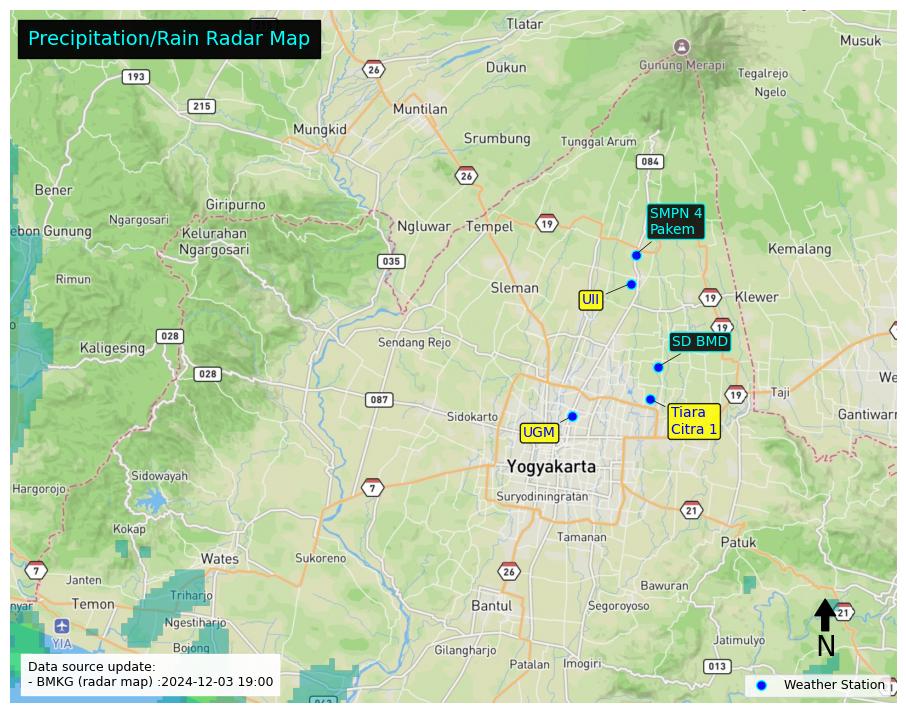 Precipitation/Rain Radar Map
Tlatar
Musuk
26
Dukun
Gunung Merapi
193
Tegalrejo
Ngelo
215
Muntilan
Mungkid
Srumbung
Tunggal Arum
084
26
Bener
Giripurno
SMPN 4
Pakem
Ngargosari
Ngluwar
Tempel
19
ebon Gunung
Kelurahan
Ngargosari
Kemalang
035
Rimun
Sleman
UII
19
Klewer
19
028
Kaligesing
Sendang Rejo
SD BMD
028
We
087
19
Taji
Sidokarto
Tiara
Citra 1
Gantiwarn
UGM
Yogyakarta
Sidowayah
Hargorojo
7
Suryodiningratan
21
Kokap
Tamanan
Patuk
Wates
Sukoreno
7
26
Janten
Bawuran
Triharjo
Temon
Bantul
Segoroyoso
nyar
21
Ngestiharjo
YIA
Jatimulyo
N
Bojong
Gilangharjo
Patalan
Imogiri
013
Data source update:
- BMKG (radar map) :2024-12-03 19:00
Weather Station